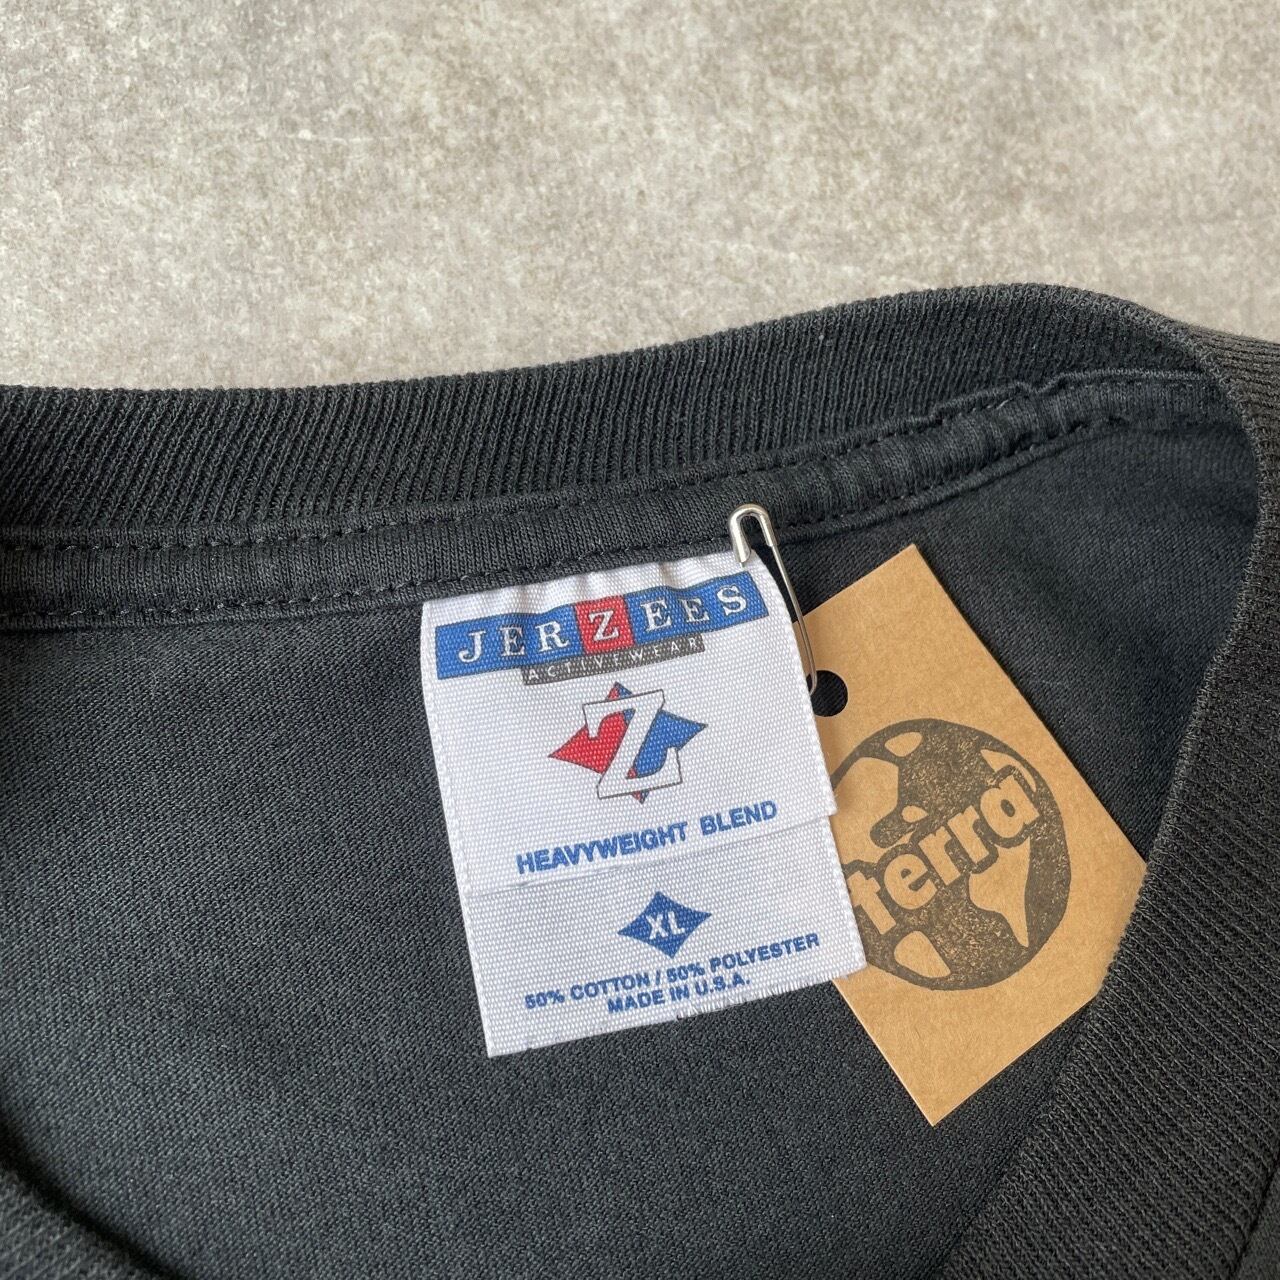 JERZEES
ACTIVEWEAR
Z
HEAVYWEIGHT BLEND
XL
50% COTTON / 50% POLYESTER
MADE IN U.S.A.
terra